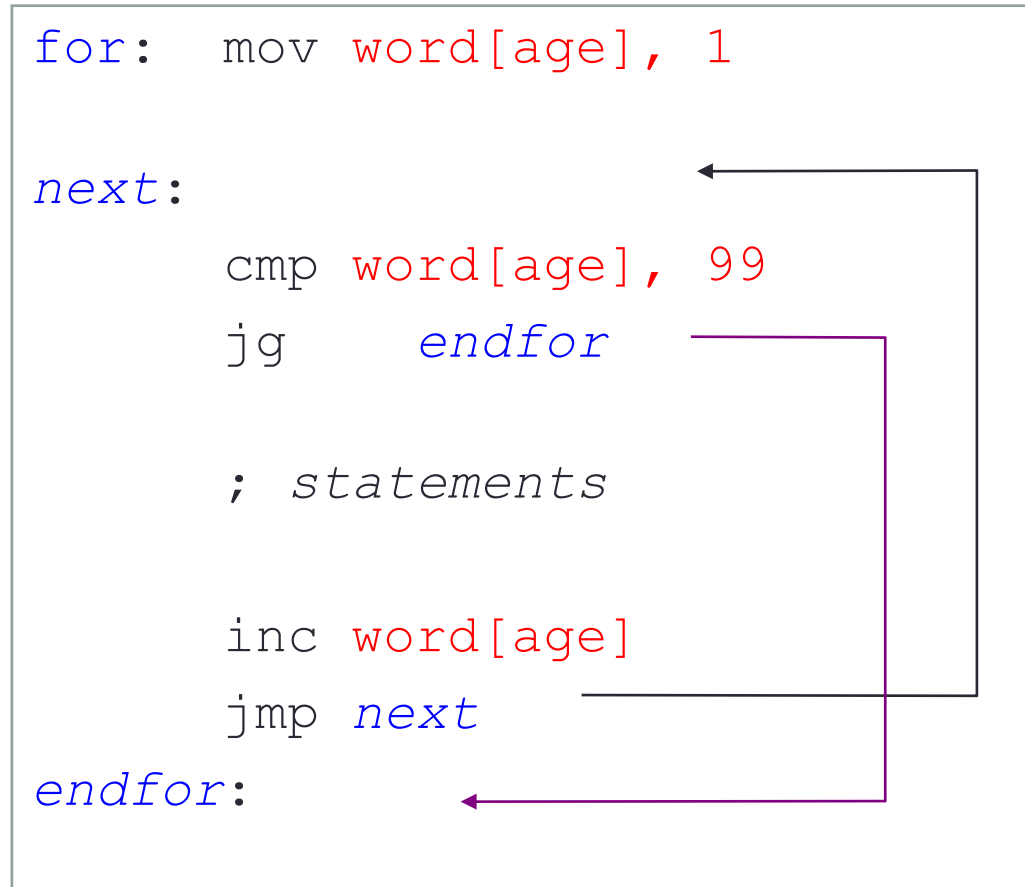 for: mov word[age], 1
next:
cmp word[age], 99
jg endfor
; statements
inc word[age]
jmp next
endfor: